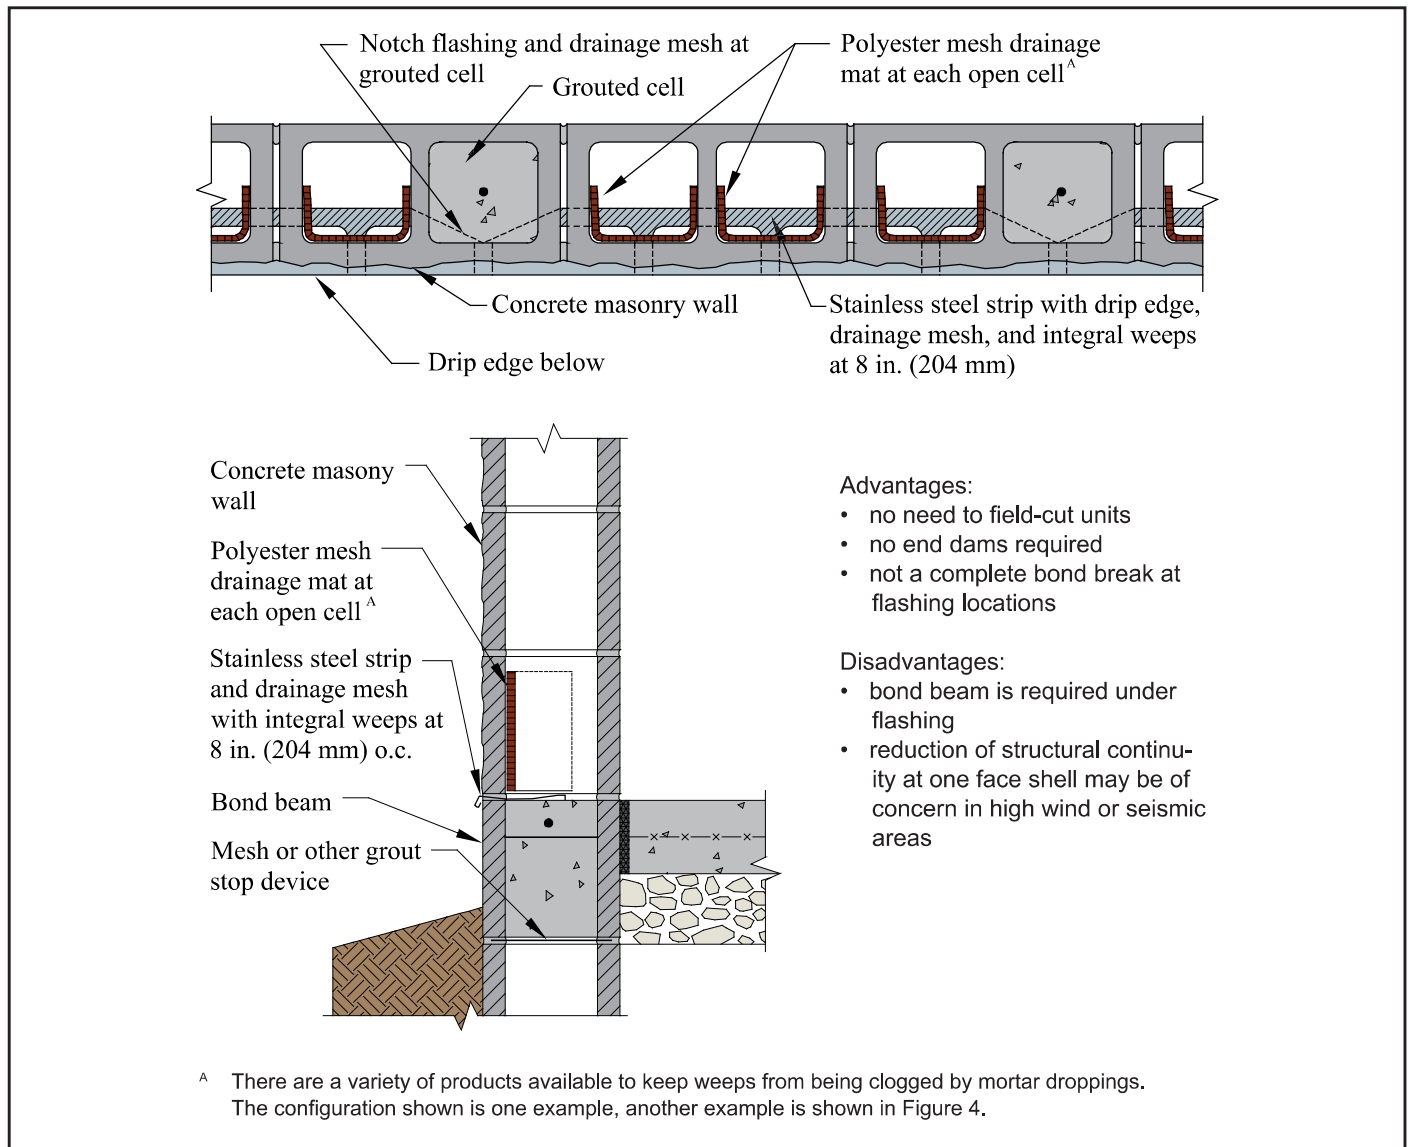 Notch flashing and drainage mesh at
grouted cell
Grouted cell
Polyester mesh drainage
mat at each open cell A
Concrete masonry wall
Drip edge below
Stainless steel strip with drip edge,
drainage mesh, and integral weeps
at 8 in. (204 mm)
Concrete masony
wall
Polyester mesh
drainage mat at
each open cell A
Stainless steel strip
and drainage mesh
with integral weeps at
8 in. (204 mm) o.c.
Bond beam
Mesh or other grout
stop device
Advantages:
• no need to field-cut units
• no end dams required
• not a complete bond break at
flashing locations
Disadvantages:
• bond beam is required under
flashing
• reduction of structural continu-
ity at one face shell may be of
concern in high wind or seismic
areas
A There are a variety of products available to keep weeps from being clogged by mortar droppings.
The configuration shown is one example, another example is shown in Figure 4.